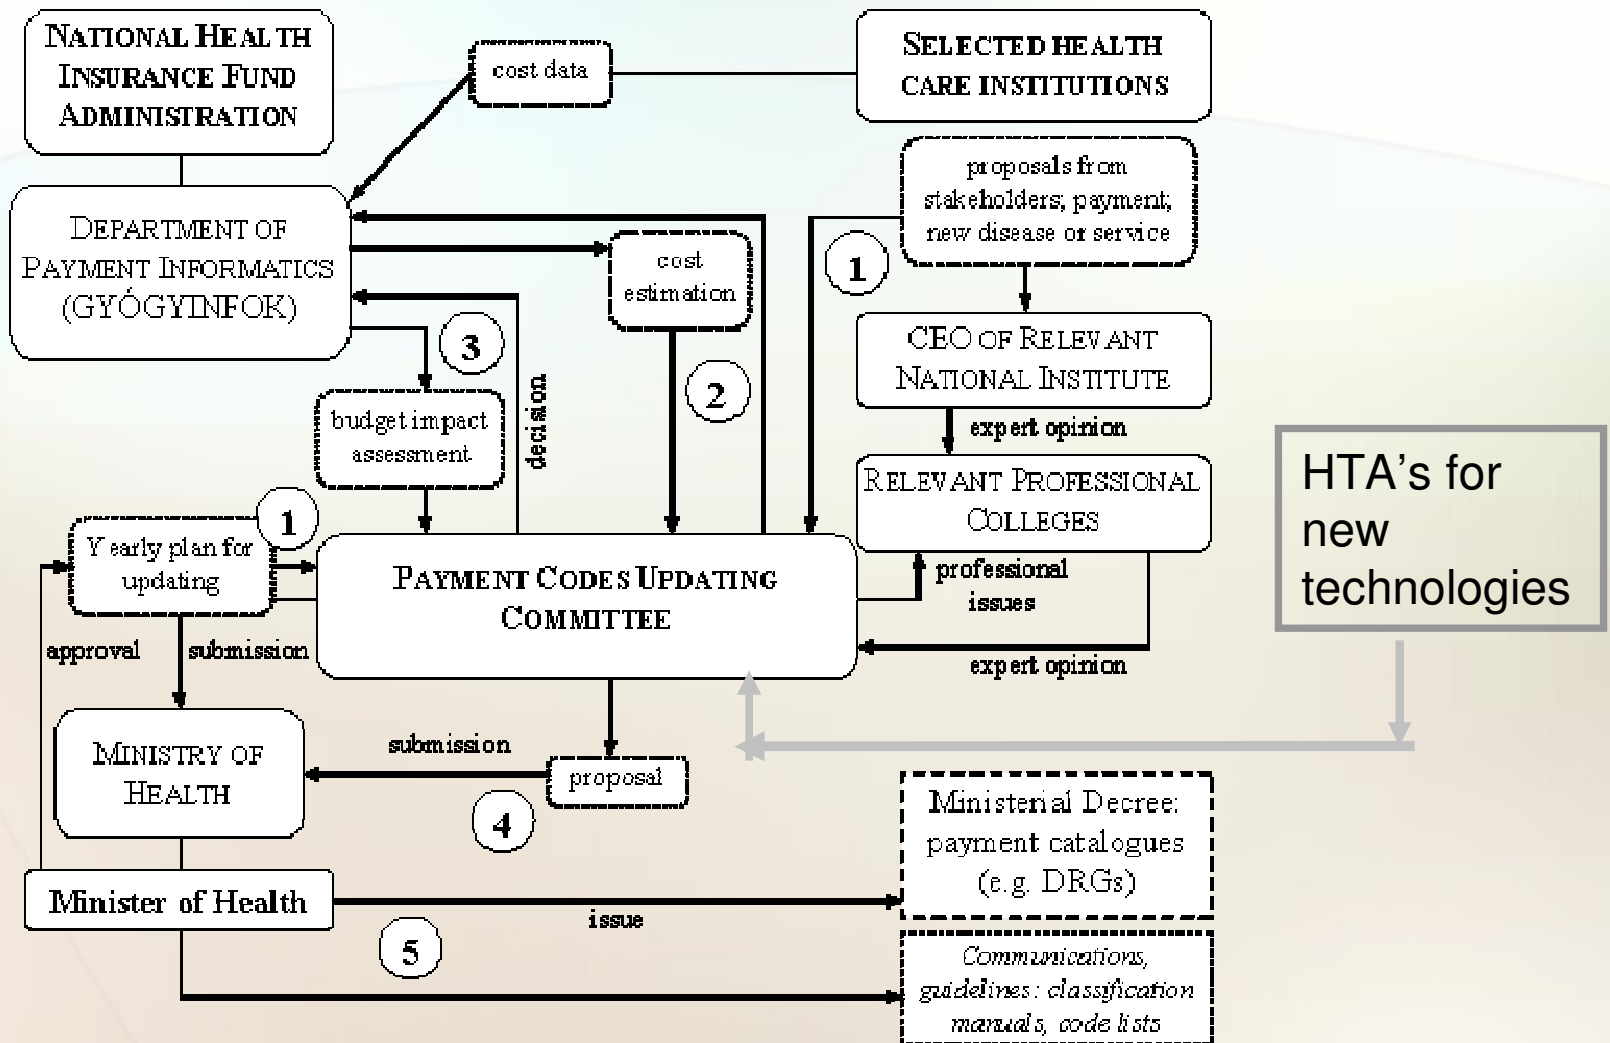 NATIONAL HEALTH
INSURANCE FUND
ADMINISTRATION
cost data
SELECTED HEALTH
CARE INSTITUTIONS
proposals from
stakeholders; payment;
new disease or service
DEPARTMENT OF
PAYMENT INFORMATICS
(GYÓGYINFOK)
cost
estimation
1
3
2
CEO OF RELEVANT
NATIONAL INSTITUTE
budget impact
assessment
decision
expert opinion
RELEVANT PROFESSIONAL
COLLEGES
HTA's for
new
technologies
1
Yearly plan for
updating
PAYMENT CODES UPDATING
COMMITTEE
professional
issues
approval
submission
expert opinion
MINISTRY OF
HEALTH
submission
proposal
4
Ministerial Decree:
payment catalogues
(e.g. DRGs)
Minister of Health
issue
5
Communications,
guidelines: classification
manuals, code lists